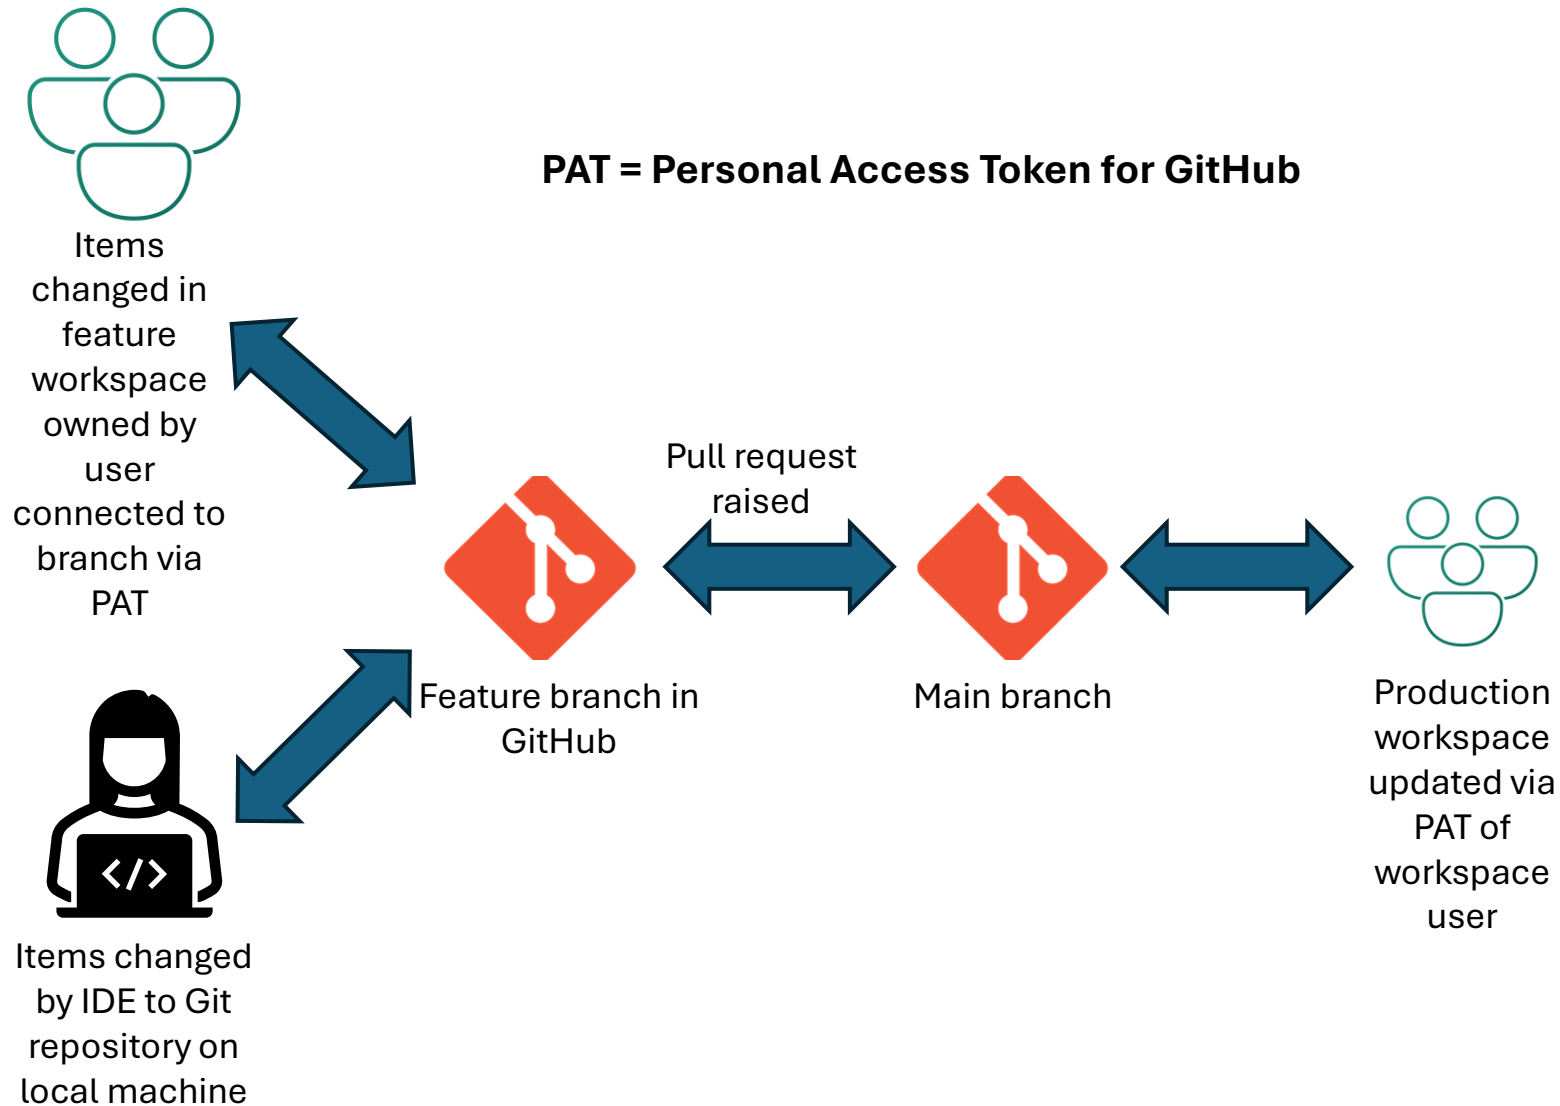 PAT = Personal Access Token for GitHub
Items
changed in
feature
workspace
owned by
user
connected to
branch via
PAT
Pull request
raised
Feature branch in
GitHub
Main branch
Production
workspace
updated via
PAT of
workspace
user
</>
Items changed
by IDE to Git
repository on
local machine